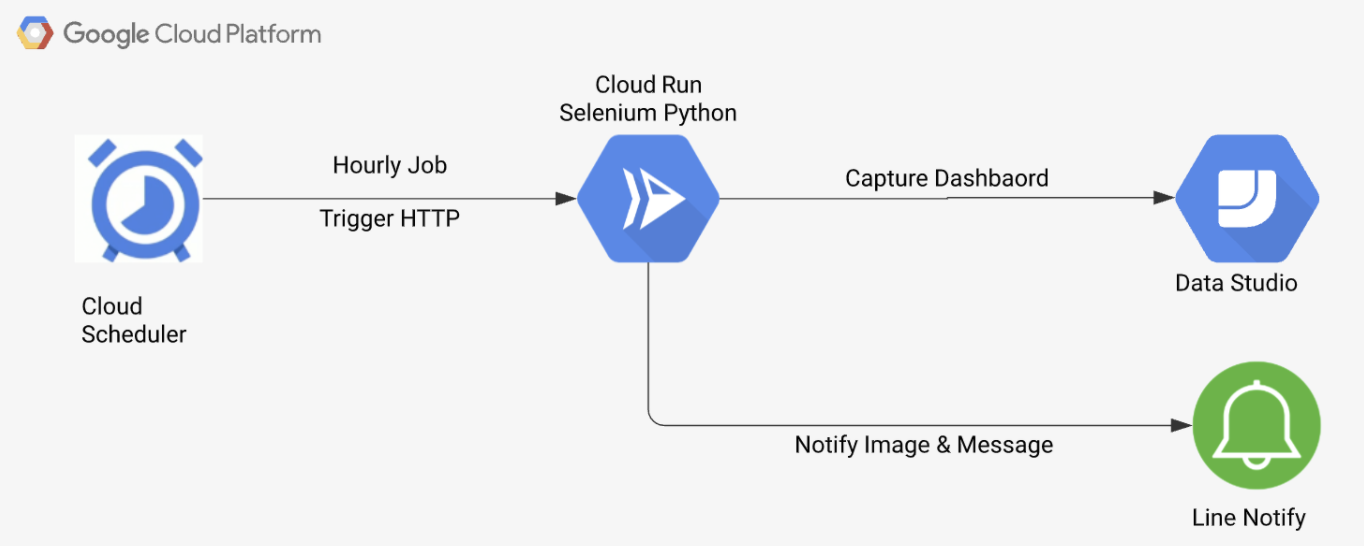 Google Cloud Platform
Cloud Run
Selenium Python
Hourly Job
Trigger HTTP
Capture Dashbaord
Cloud
Scheduler
Data Studio
Notify Image & Message
Line Notify